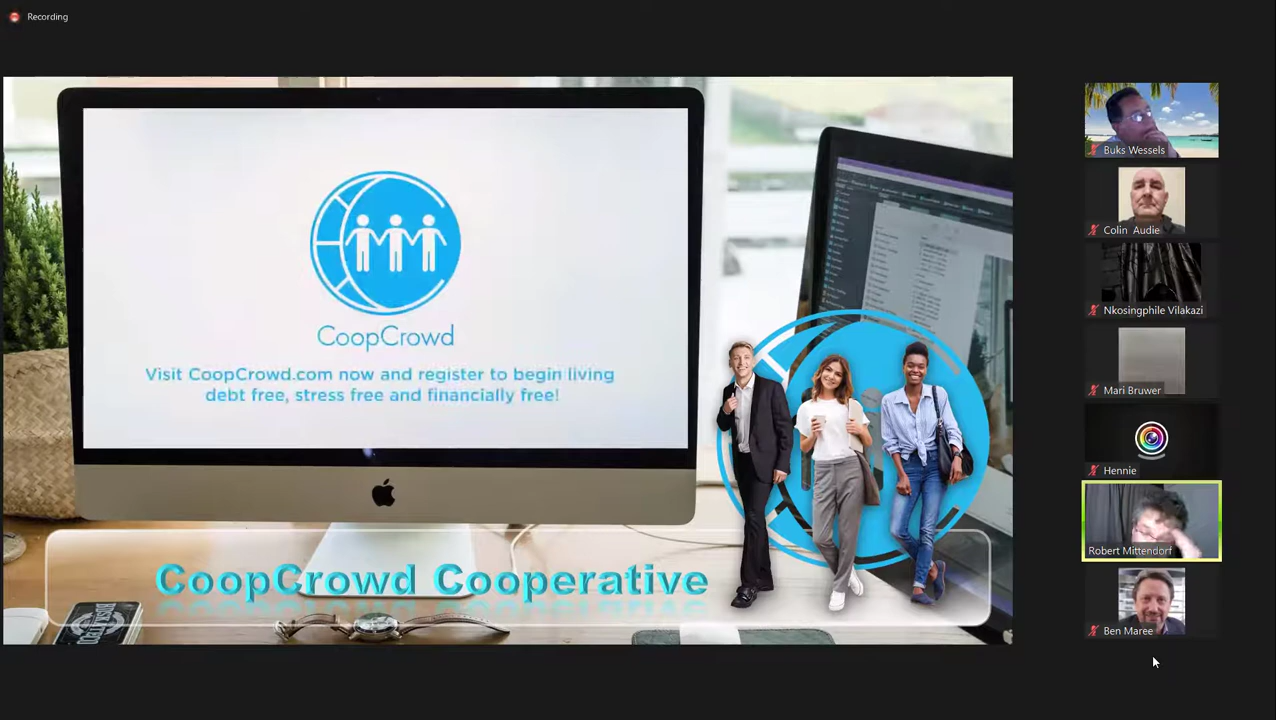 Recording
CoopCrowd
Visit CoopCrowd.com now and register to begin living
debt free, stress free and financially free!
CoopCrowd Cooperative
Buks Wessels
Colin Audie
Nkosingphile Vilakazi
Mari Bruwer
Hennie
Robert Mittendorf
Ben Maree